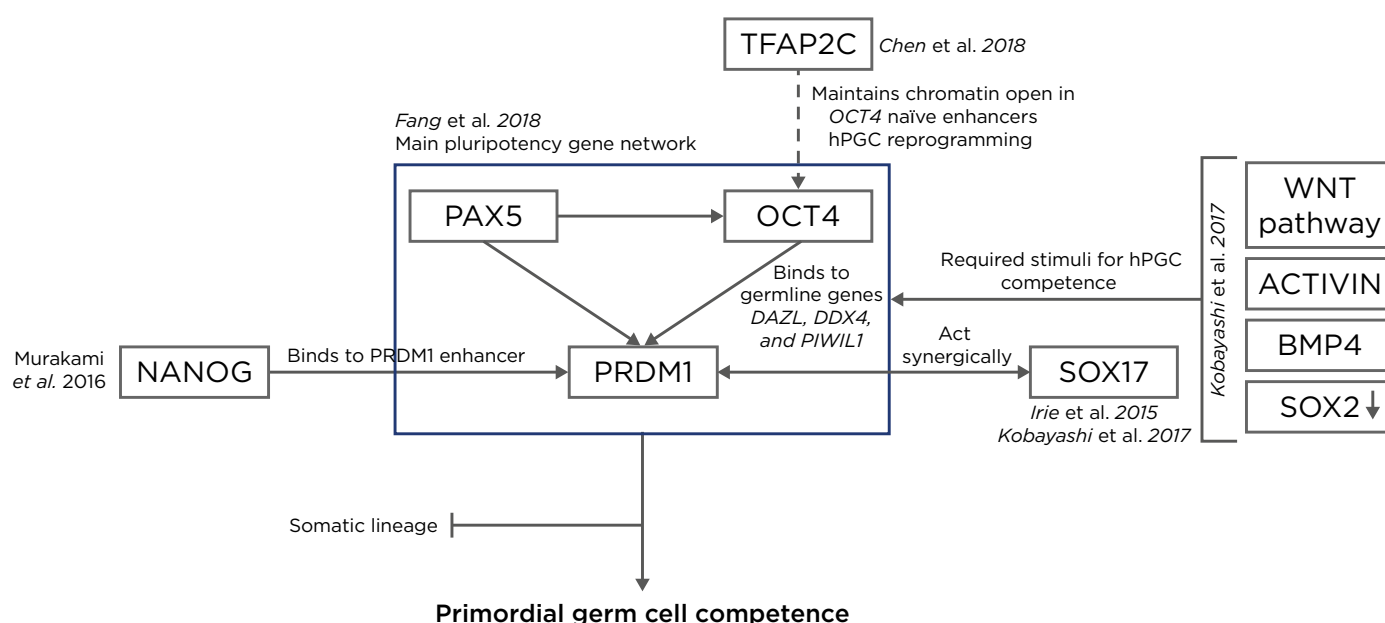 TFAP2C
Chen et al. 2018
Maintains chromatin open in
OCT4 naïve enhancers
hPGC reprogramming
Fang et al. 2018
Main pluripotency gene network
PAX5
OCT4
Binds to
germline genes
DAZL, DDX4,
and PIWIL1
Murakami
et al. 2016
NANOG
Binds to PRDM1 enhancer
PRDM1
Act
synergically
SOX17
Irie et al. 2015
Kobayashi et al. 2017
Required stimuli for hPGC
competence
Kobayashi et al. 2017
WNT
pathway
ACTIVIN
BMP4
SOX2
Somatic lineage
Primordial germ cell competence